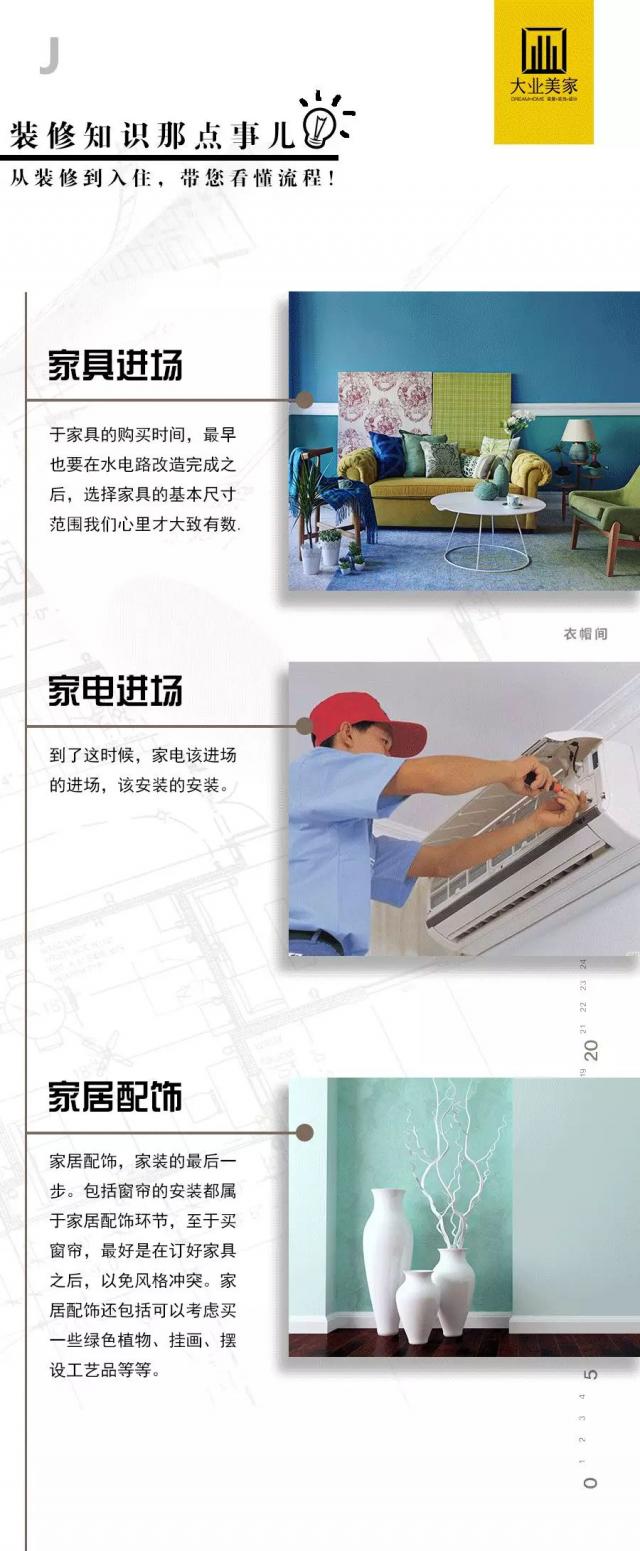 J
大业美家
DREAMHOME
装修知识那点事儿
从装修到入住，带您看懂流程！
家具进场
于家具的购买时间，最早
也要在水电路改造完成之
后，选择家具的基本尺寸
范围我们心里才大致有数.
衣帽间
家电进场
到了这时候，家电该进场
的进场，该安装的安装。
24
23
22
21
20
19
家居配饰
家居配饰，家装的最后一
步。包括窗帘的安装都属
于家居配饰环节，至于买
窗帘，最好是在订好家具
之后，以免风格冲突。家
居配饰还包括可以考虑买
一些绿色植物、挂画、摆
设工艺品等等。
5
4
3
2
1
0